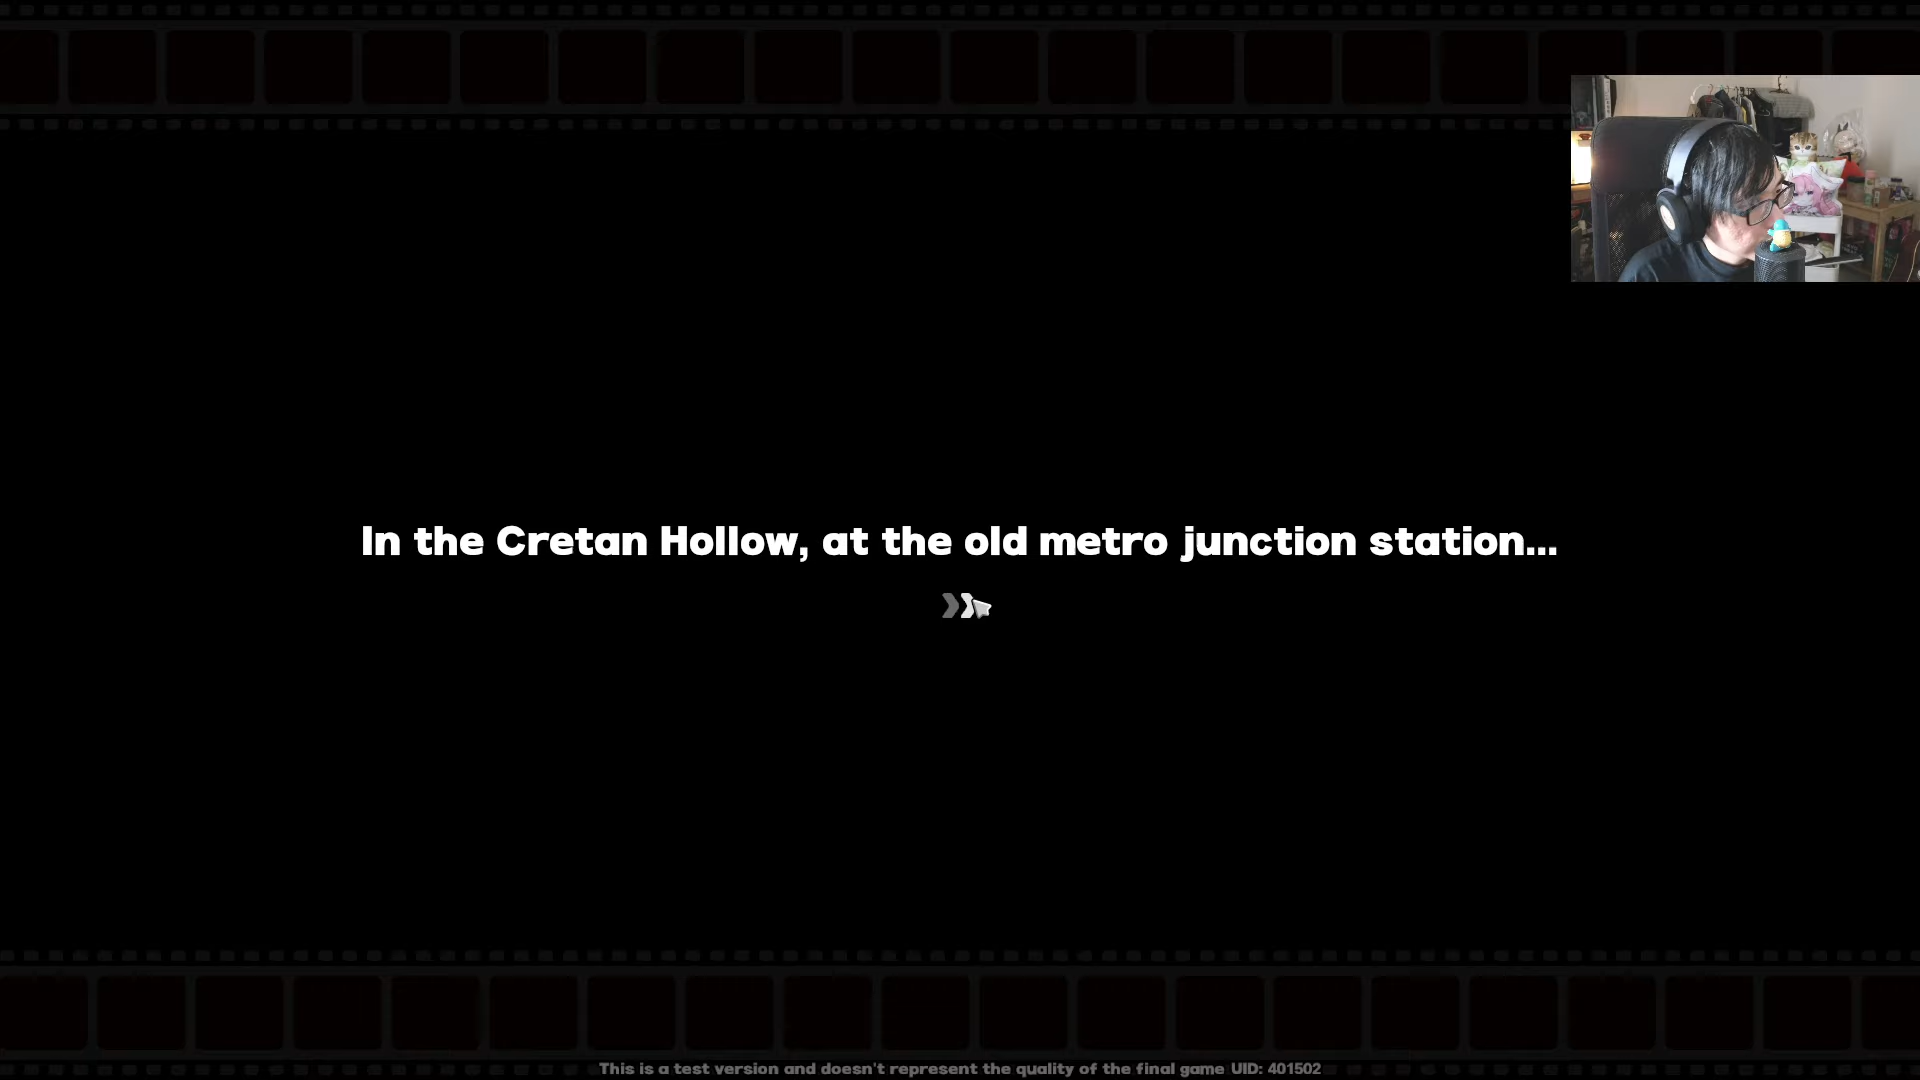 In the Cretan Hollow, at the old metro junction station...
This is a test version and doesn't represent the quality of the final game UID: 401502